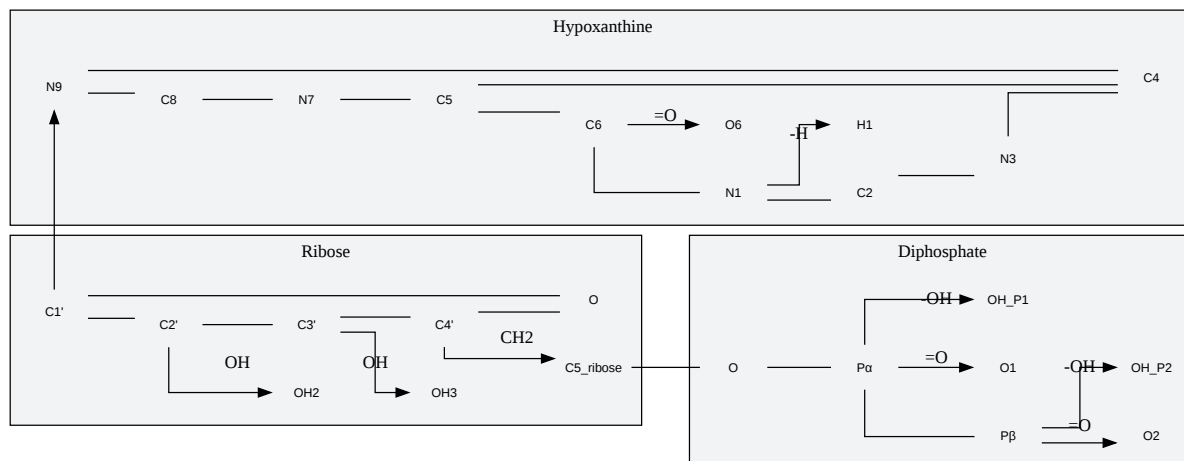 Hypoxanthine
N9
C8
N7
C5
C4
C6
=O
O6
-H
H1
N3
N1
C2
Ribose
C1'
C2'
C3'
C4'
O
OH
OH
CH2
C5_ribose
OH2
OH3
Diphosphate
-OH
OH_P1
O
Pα
=O
O1
-OH
OH_P2
Pβ
=O
O2